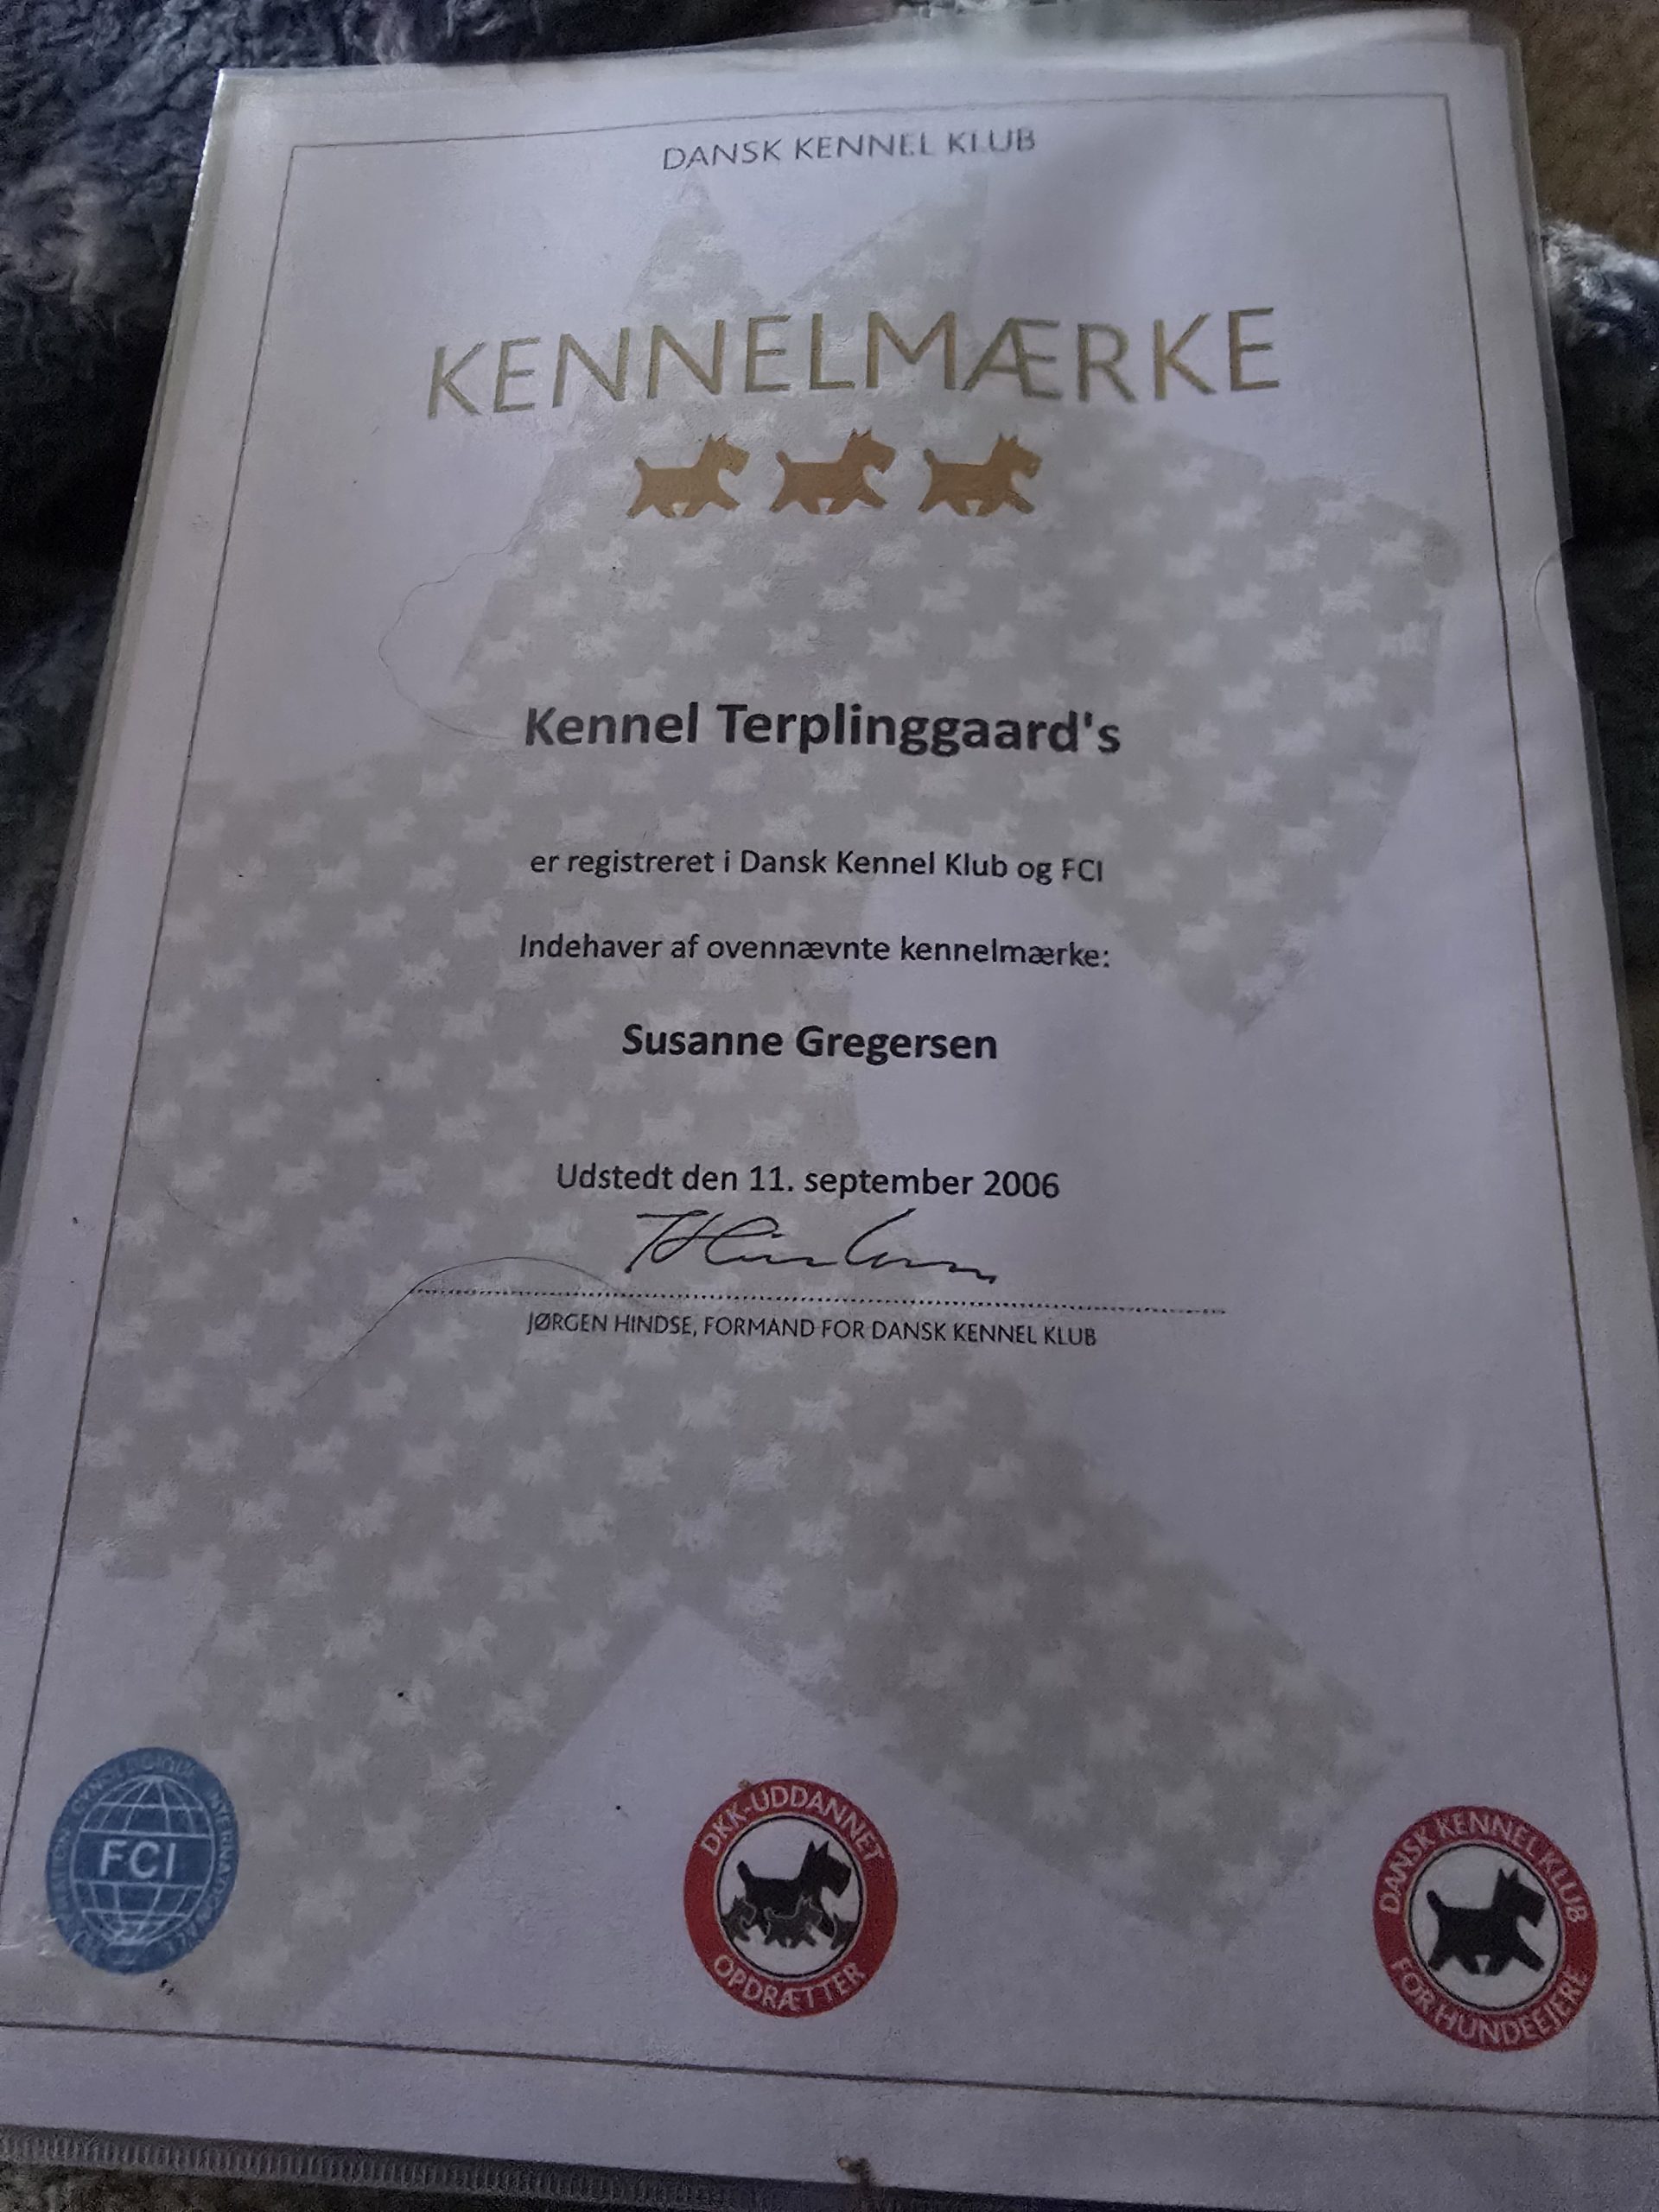 DANSK KENNEL KLUB
KENNELMÆRKE
Kennel Terplinggaard's
er registreret i Dansk Kennel Klub og FCI
Indehaver af ovennævnte kennelmærke:
Susanne Gregersen
Udstedt den 11. september 2006
JØRGEN HINDSE, FORMAND FOR DANSK KENNEL KLUB
FCI
DKK-UDDANNET
OPDRÆTTER
DANSK KENNEL KLUB
FOR HUNDEEJERE